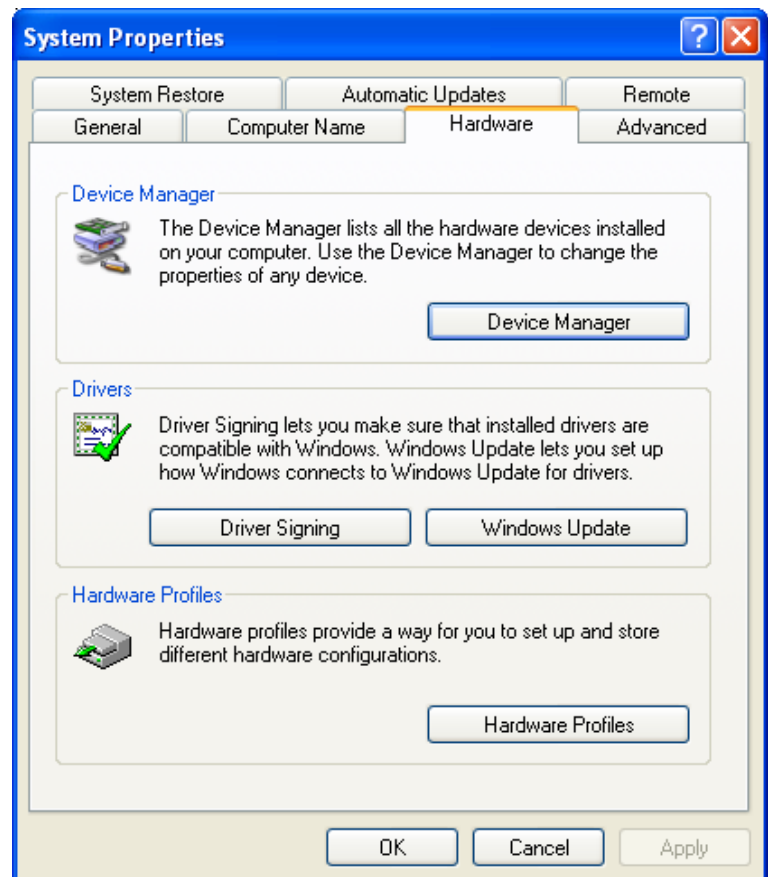 System Properties
System Restore Automatic Updates Remote
General Computer Name Hardware Advanced
Device Manager
The Device Manager lists all the hardware devices installed
on your computer. Use the Device Manager to change the
properties of any device.
Device Manager
Drivers
Driver Signing lets you make sure that installed drivers are
compatible with Windows. Windows Update lets you set up
how Windows connects to Windows Update for drivers.
Driver Signing Windows Update
Hardware Profiles
Hardware profiles provide a way for you to set up and store
different hardware configurations.
Hardware Profiles
OK Cancel Apply